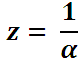 z = 1/α